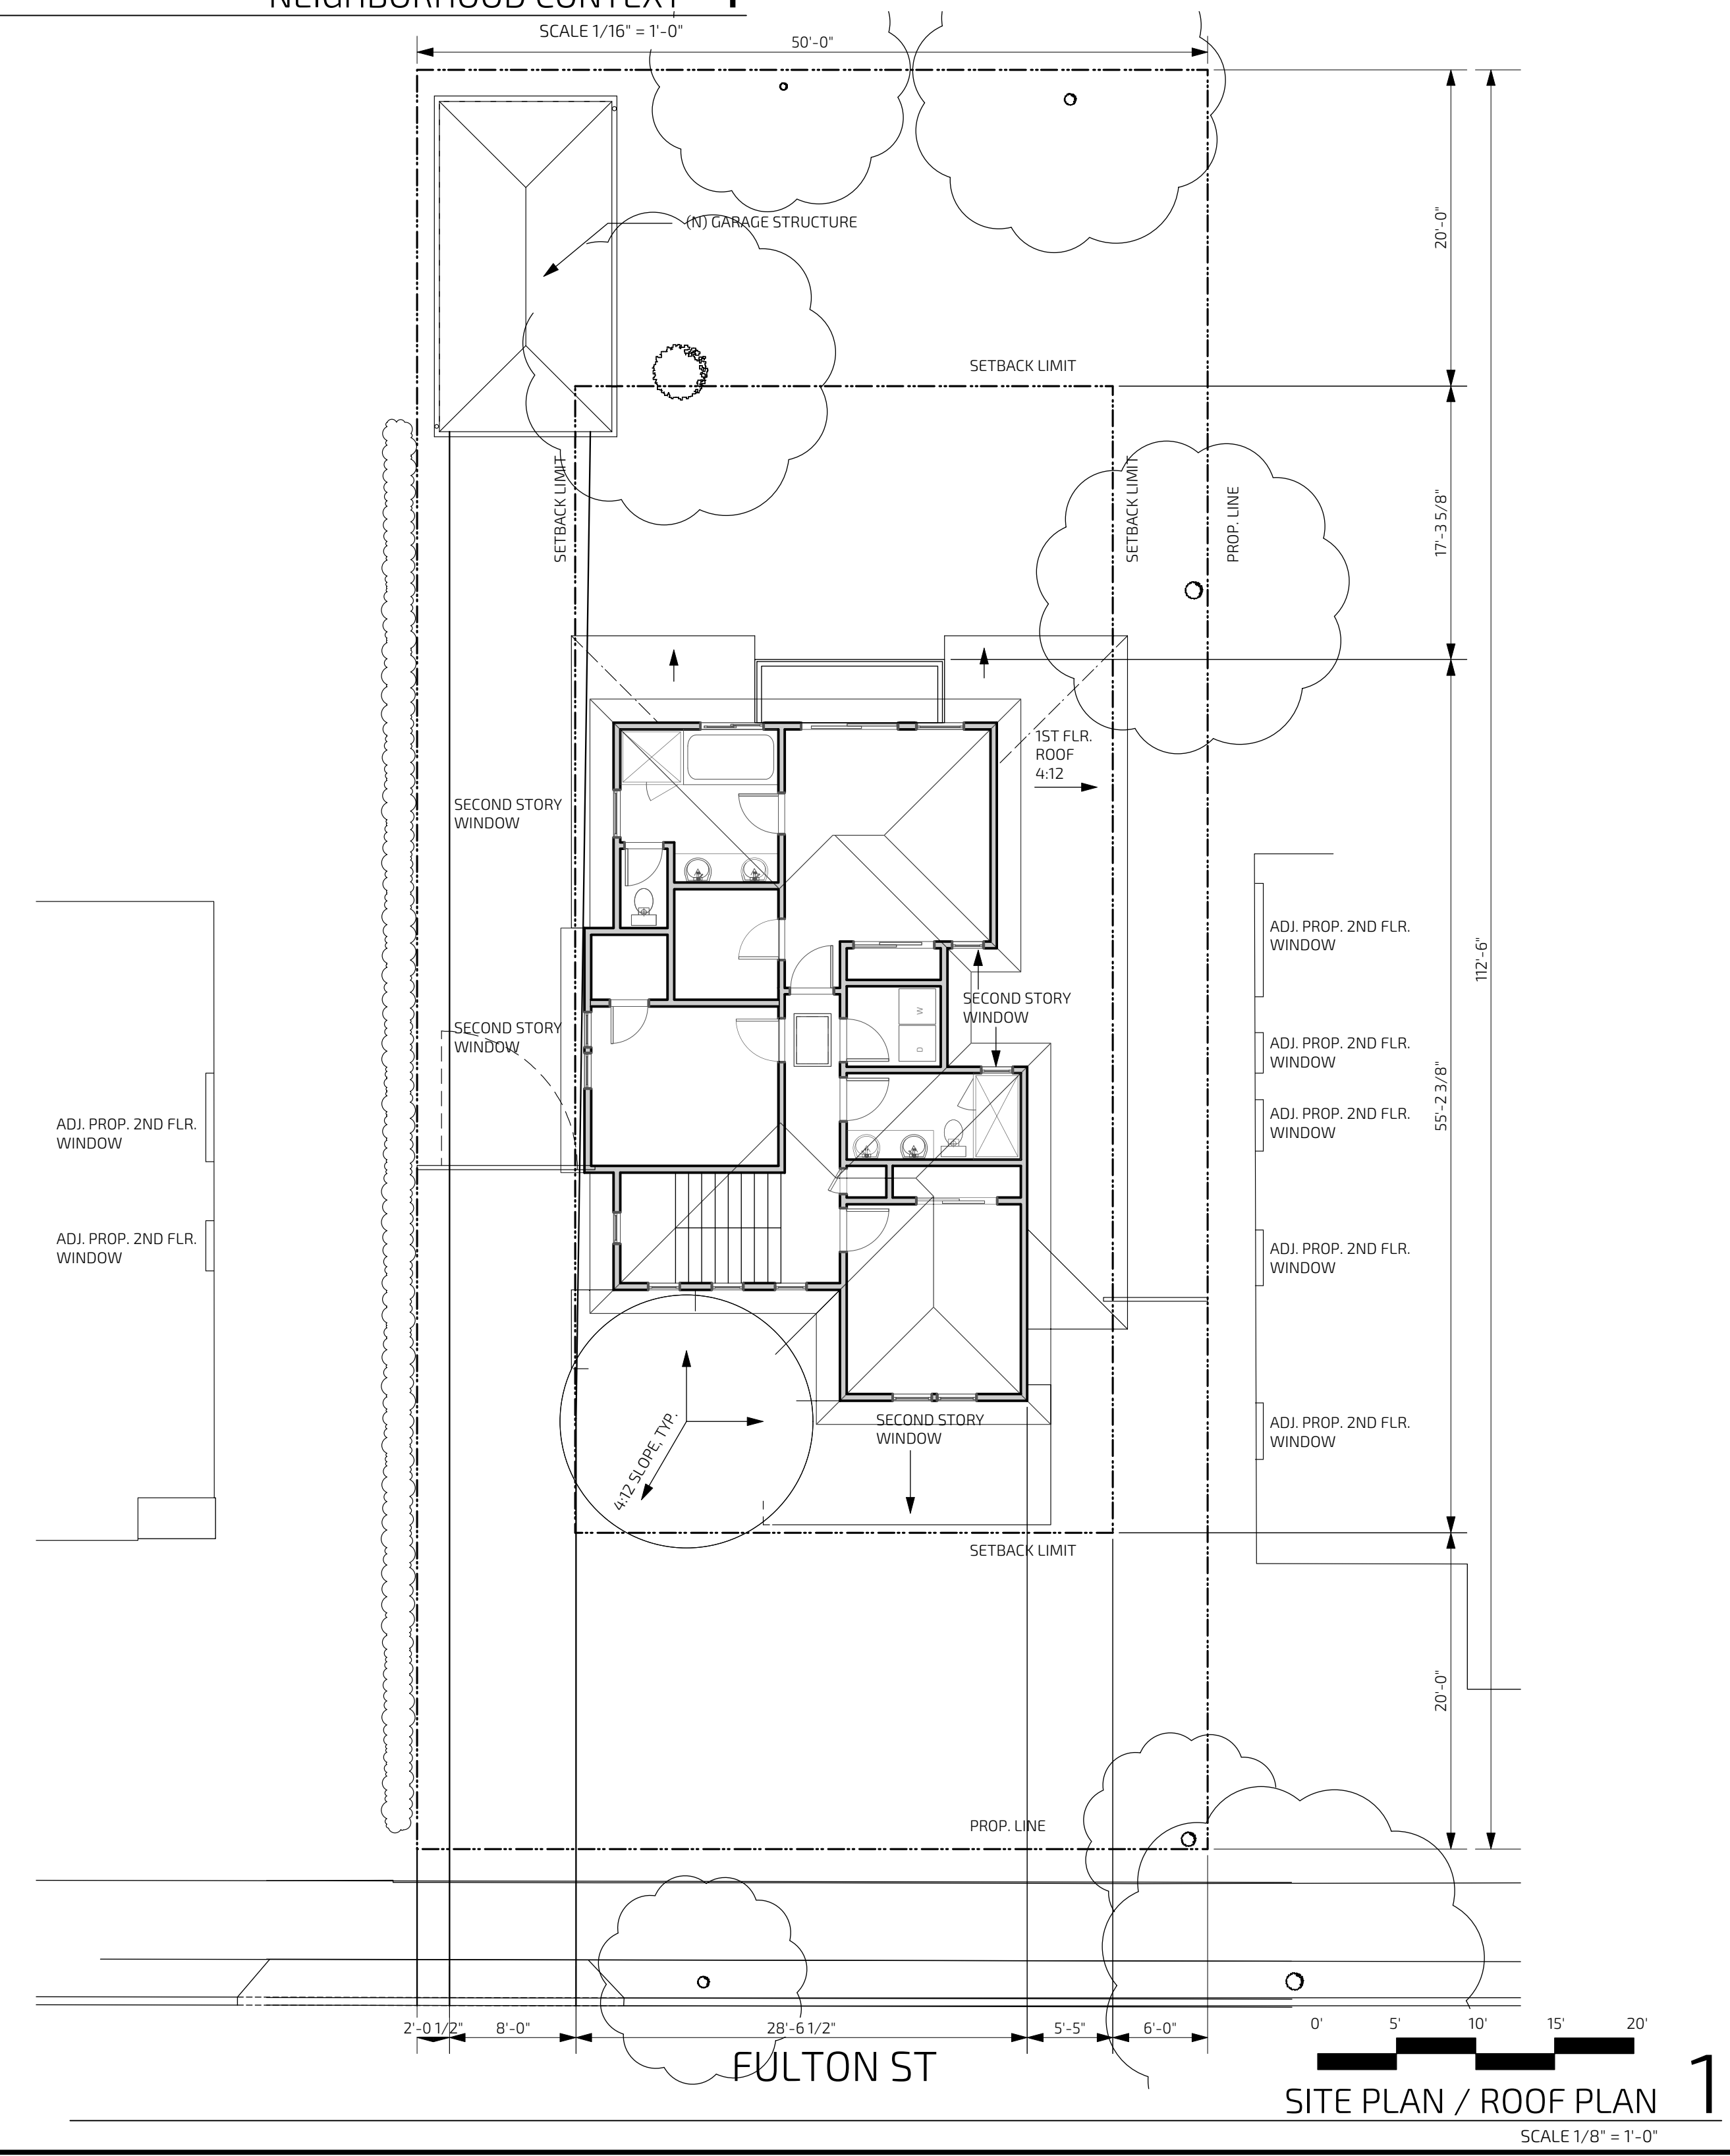 SCALE 1/16" = 1'-0"
50'-0"
(N) GARAGE STRUCTURE
20'-0"
SETBACK LIMIT
SETBACK LIMIT
SETBACK LIMIT
PROP. LINE
17'-3 5/8"
1ST FLR.
ROOF
4:12
SECOND STORY
WINDOW
ADJ. PROP. 2ND FLR.
WINDOW
112'-6"
SECOND STORY
WINDOW
W
D
SECOND STORY
WINDOW
ADJ. PROP. 2ND FLR.
WINDOW
55'-2 3/8"
ADJ. PROP. 2ND FLR.
WINDOW
ADJ. PROP. 2ND FLR.
WINDOW
ADJ. PROP. 2ND FLR.
WINDOW
ADJ. PROP. 2ND FLR.
WINDOW
4:12 SLOPE, TYP.
SECOND STORY
WINDOW
ADJ. PROP. 2ND FLR.
WINDOW
SETBACK LIMIT
20'-0"
PROP. LINE
2'-0 1/2"
8'-0"
28'-6 1/2"
5'-5"
6'-0"
0'
5'
10'
15'
20'
FULTON ST
SITE PLAN / ROOF PLAN
1
SCALE 1/8" = 1'-0"